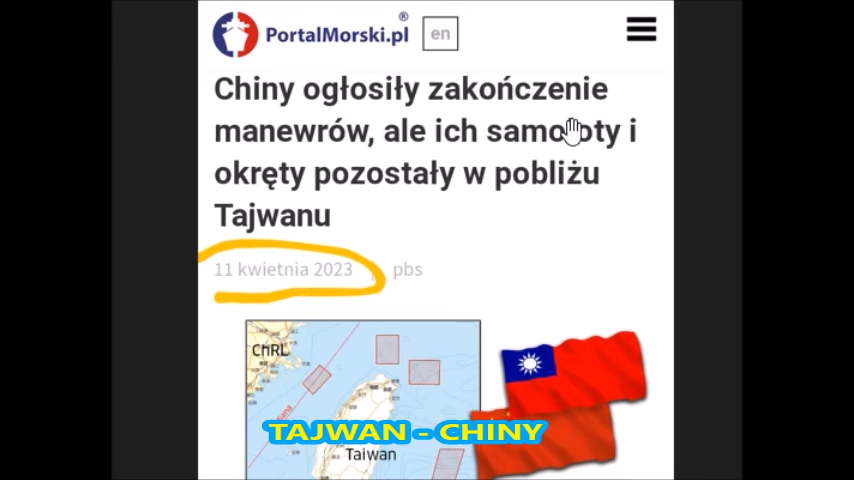 PortalMorski.pl ® en
Chiny ogłosiły zakończenie
manewrów, ale ich samoloty i
okręty pozostały w pobliżu
Tajwanu
11 kwietnia 2023 pbs
ChRL
TAJWAN - CHINY
Taiwan